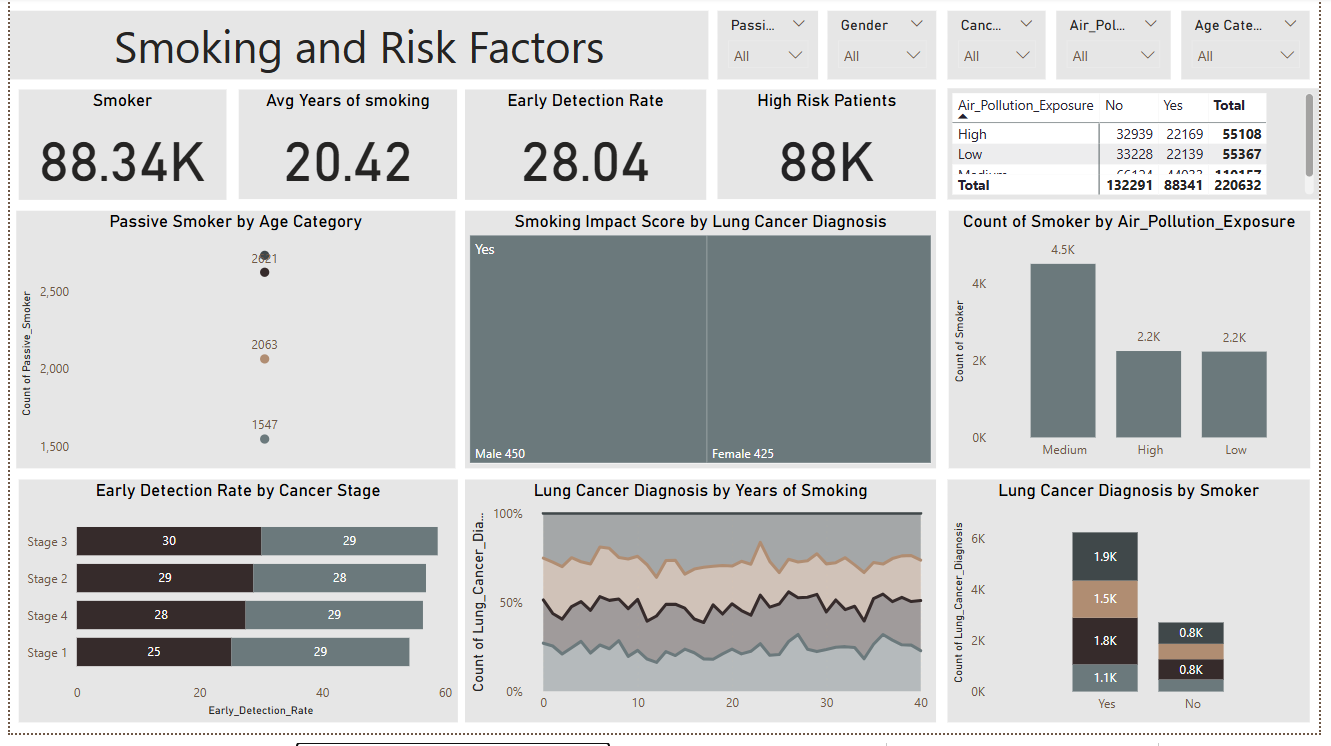 Smoking and Risk Factors
Passi...
All
Gender
All
Canc...
All
Air_Pol...
All
Age Cate...
All
Smoker
88.34K
Avg Years of smoking
20.42
Early Detection Rate
28.04
High Risk Patients
88K
Air_Pollution_Exposure No Yes Total
High 32939 22169 55108
Low 33228 22139 55367
Total 132291 88341 220632
Passive Smoker by Age Category
Count of Passive_Smoker
2,500
2,000
1,500
2621
2063
1547
Smoking Impact Score by Lung Cancer Diagnosis
Yes
Male 450
Female 425
Count of Smoker by Air_Pollution_Exposure
Count of Smoker
4K
2K
0K
4.5K
2.2K
2.2K
Medium
High
Low
Early Detection Rate by Cancer Stage
Stage 3 30 29
Stage 2 29 28
Stage 4 28 29
Stage 1 25 29
0 20 40 60
Early_Detection_Rate
Lung Cancer Diagnosis by Years of Smoking
Count of Lung_Cancer_Dia...
100%
50%
0%
0 10 20 30 40
Lung Cancer Diagnosis by Smoker
Count of Lung_Cancer_Diagnosis
6K
4K
2K
0K
1.9K
1.5K
1.8K
1.1K
0.8K
0.8K
Yes
No